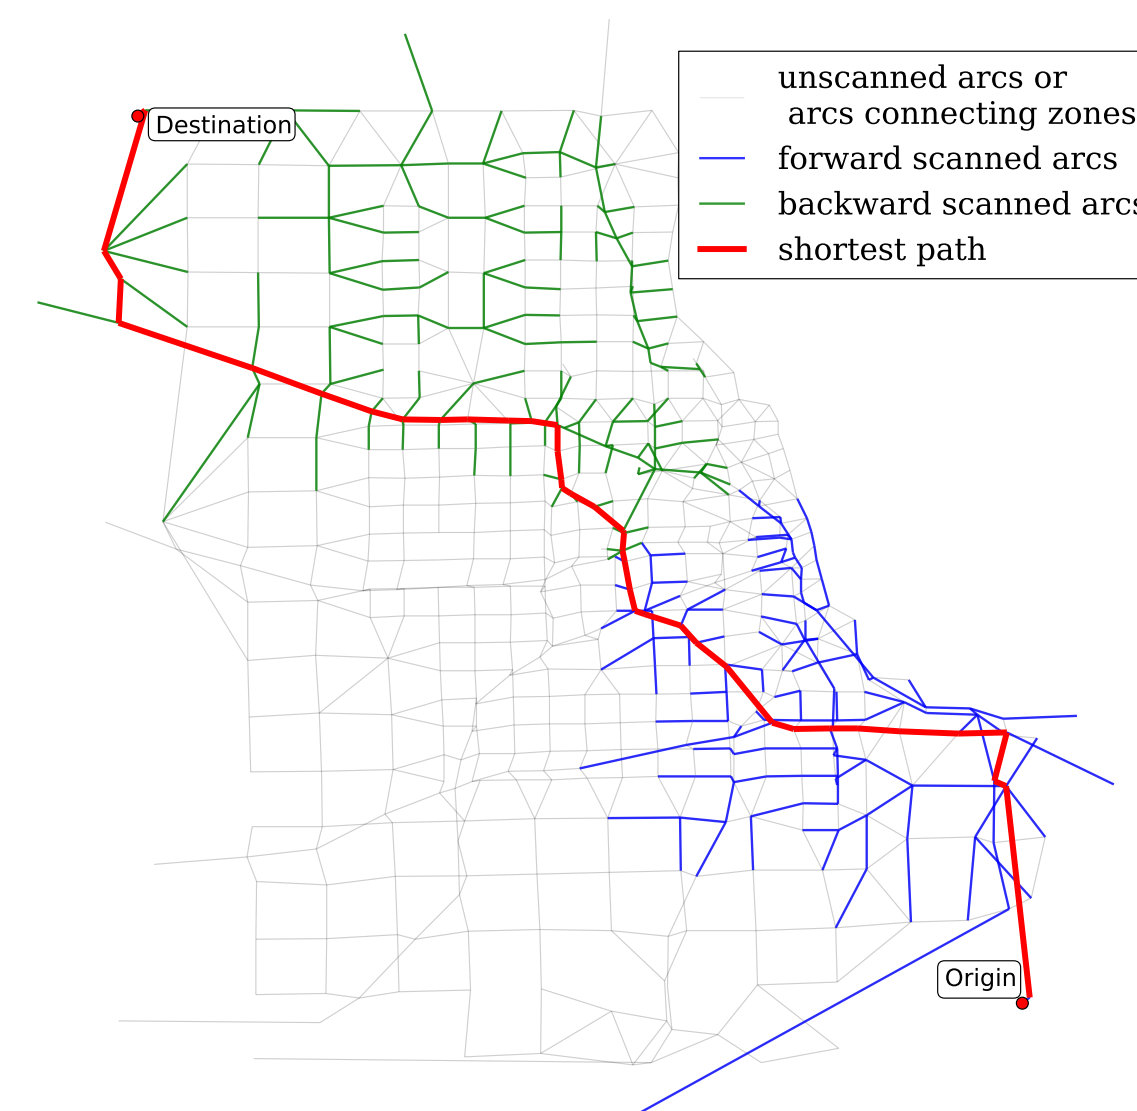 Destination
unscanned arcs or
arcs connecting zones
forward scanned arcs
backward scanned arcs
shortest path
Origin